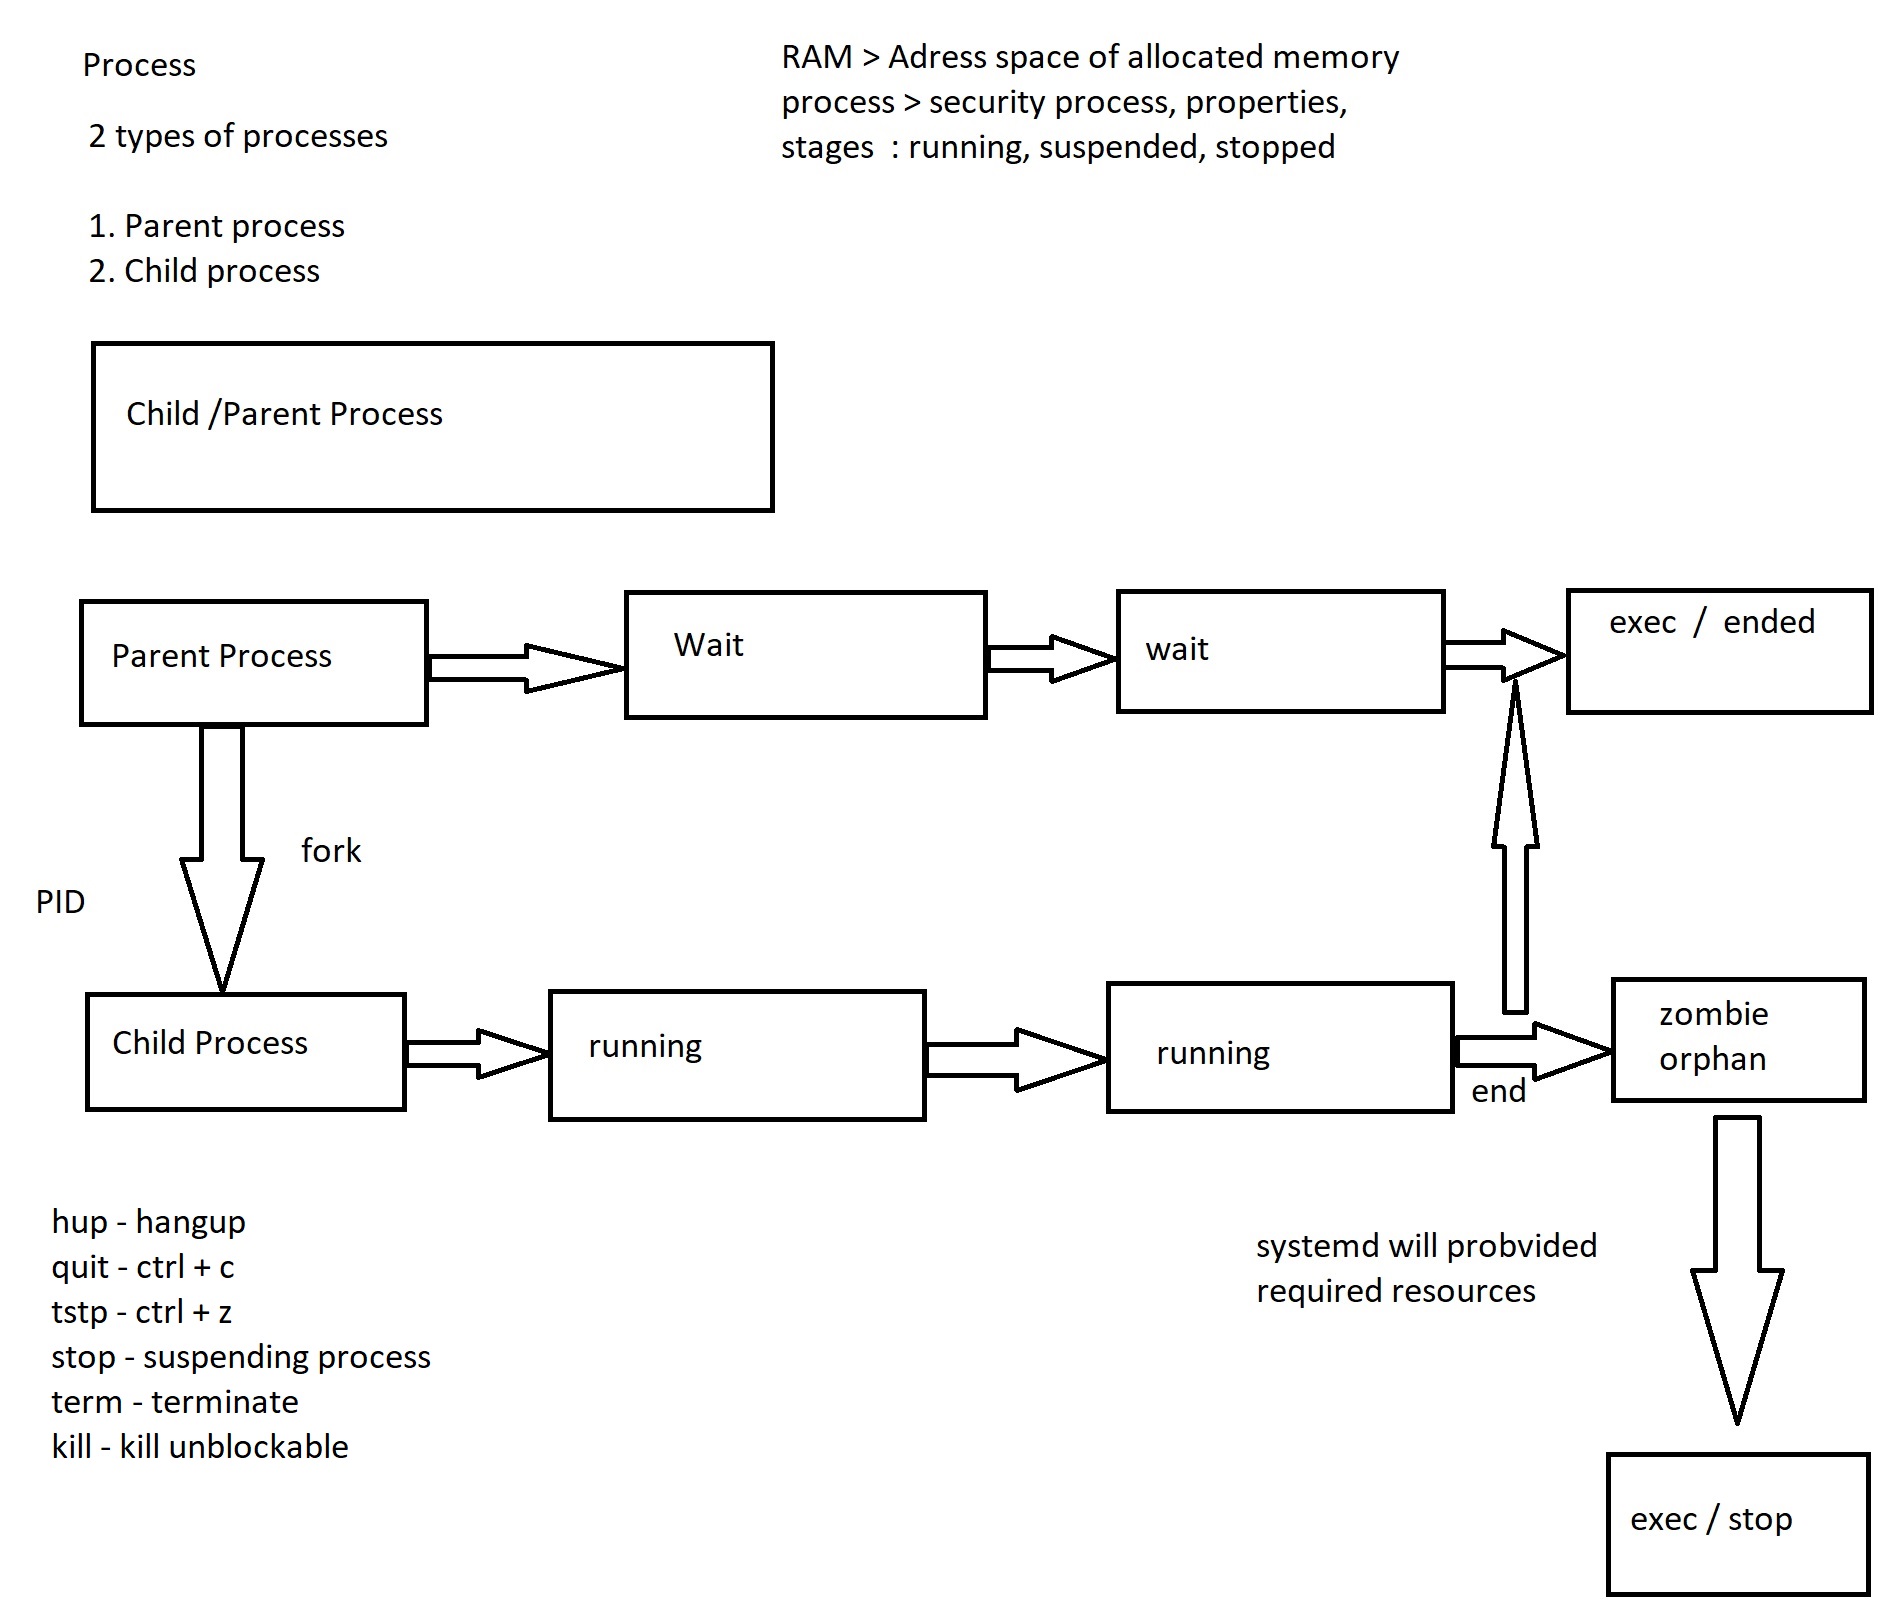 Process
2 types of processes
1. Parent process
2. Child process
RAM > Adress space of allocated memory
process > security process, properties,
stages  : running, suspended, stopped
Child /Parent Process
Parent Process
Wait
wait
exec  /  ended
fork
PID
Child Process
running
running
end
zombie
orphan
hup - hangup
quit - ctrl + c
tstp - ctrl + z
stop - suspending process
term - terminate
kill - kill unblockable
systemd will probvided
required resources
exec / stop